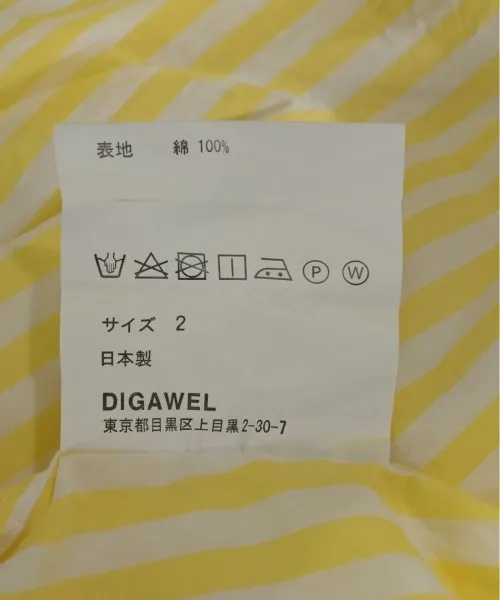 表地 綿 100%
P W
サイズ 2
日本製
DIGAWEL
東京都目黒区上目黒2-30-7